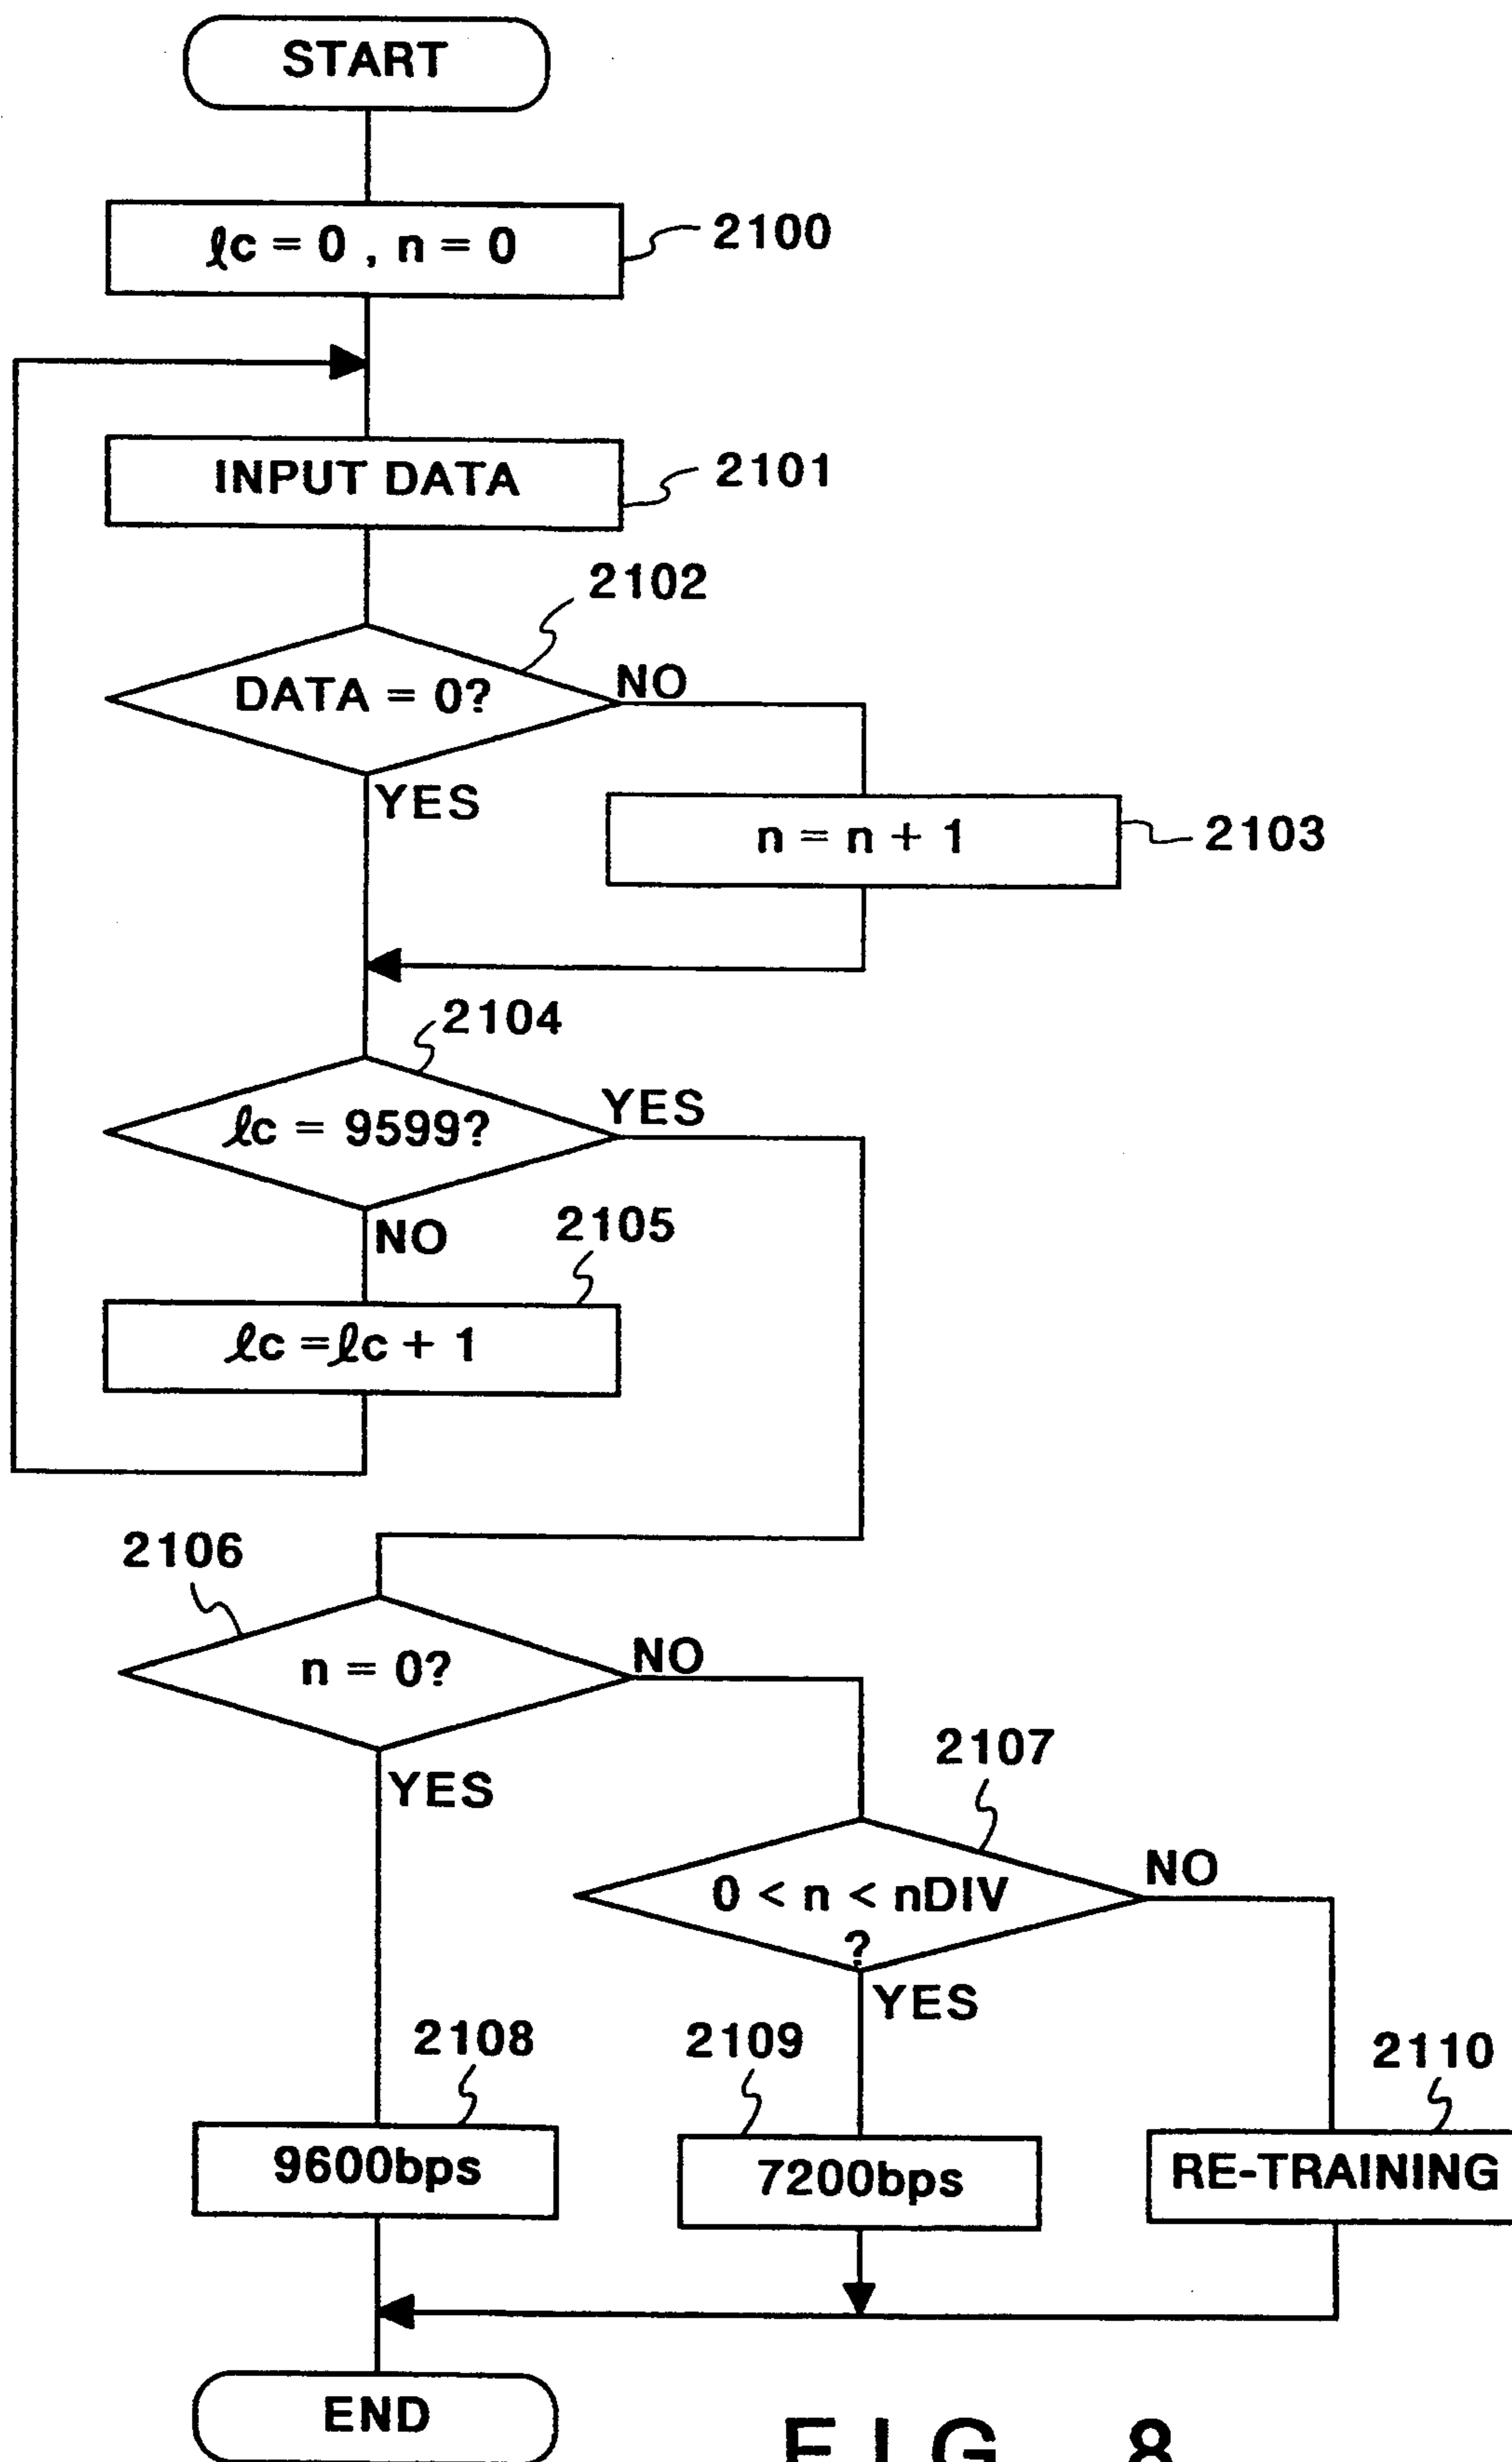 START
ℓc = 0 , n = 0
2100
INPUT DATA
2101
2102
DATA = 0?
NO
YES
n = n + 1
2103
2104
ℓc = 9599?
YES
NO
2105
ℓc =ℓc + 1
2106
n = 0?
NO
YES
2107
0 < n < nDIV
?
NO
YES
2108
2109
2110
9600bps
7200bps
RE-TRAINING
END
FIG. 8